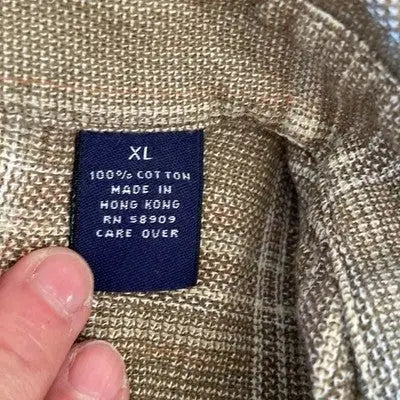 XL
100% COTTON
MADE IN
HONG KONG
RN 58909
CARE OVER